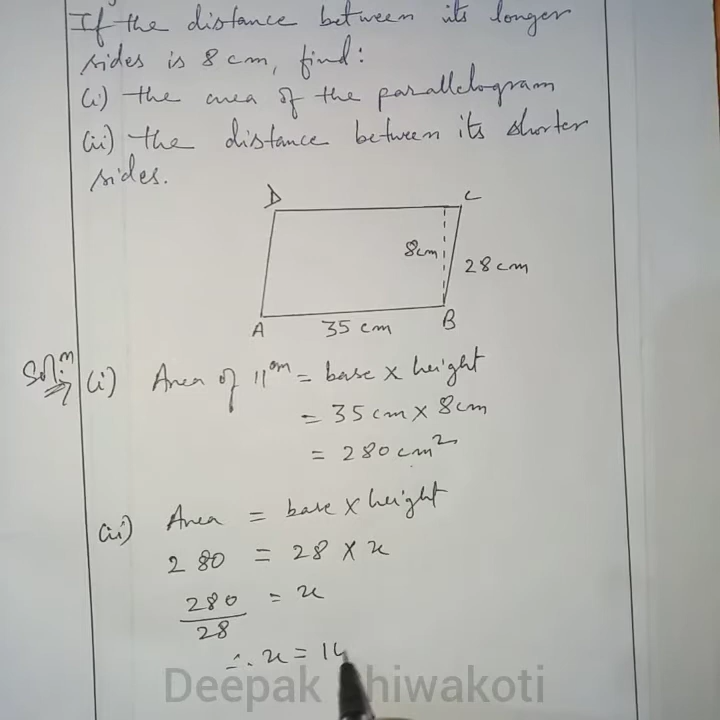 If the distance between its longer
sides is 8 cm, find:
(i) the area of the parallelogram
(ii) the distance between its shorter
sides.
D C
8cm 28 cm
A 35 cm B
Solⁿ:
(i) Area of ||gm = base × height
= 35 cm × 8 cm
= 280 cm²
(ii) Area = base × height
280 = 28 × x
280/28 = x
∴ x = 1
Deepak hiwakoti